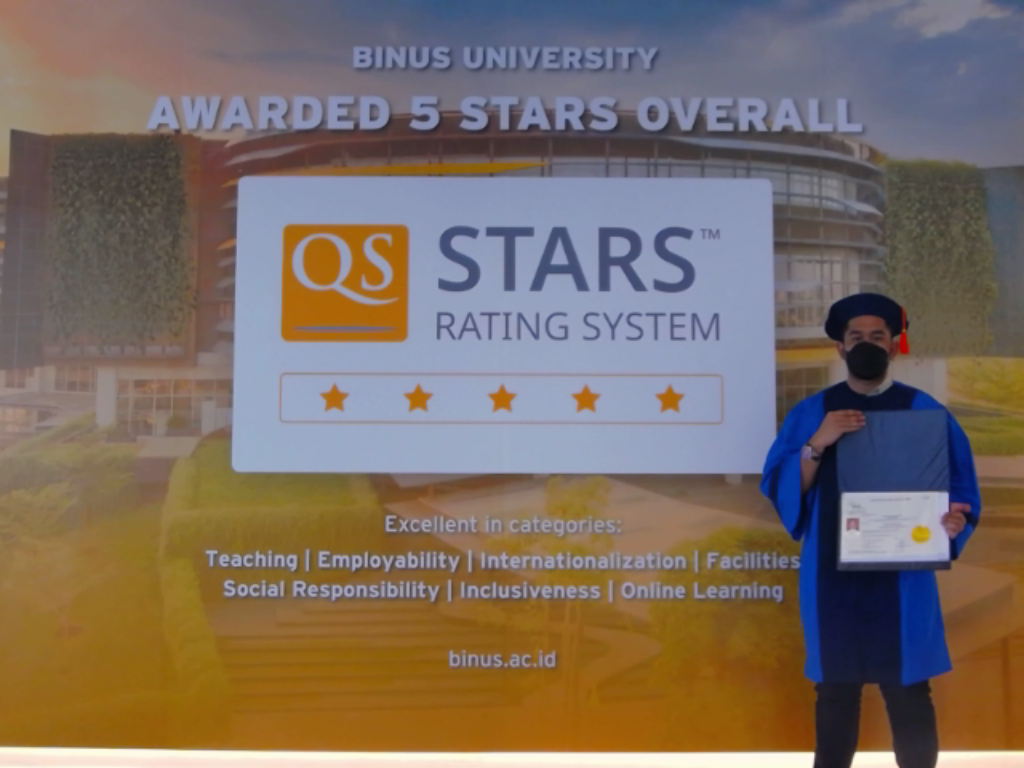 BINUS UNIVERSITY
AWARDED 5 STARS OVERALL
QS STARS™
RATING SYSTEM
Excellent in categories:
Teaching | Employability | Internationalization | Facilities
Social Responsibility | Inclusiveness | Online Learning
binus.ac.id